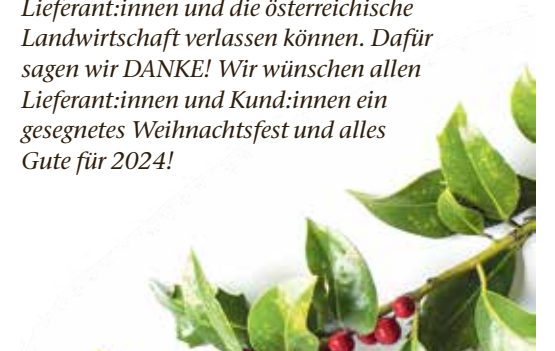 Lieferant:innen und die österreichische
Landwirtschaft verlassen können. Dafür
sagen wir DANKE! Wir wünschen allen
Lieferant:innen und Kund:innen ein
gesegnetes Weihnachtsfest und alles
Gute für 2024!